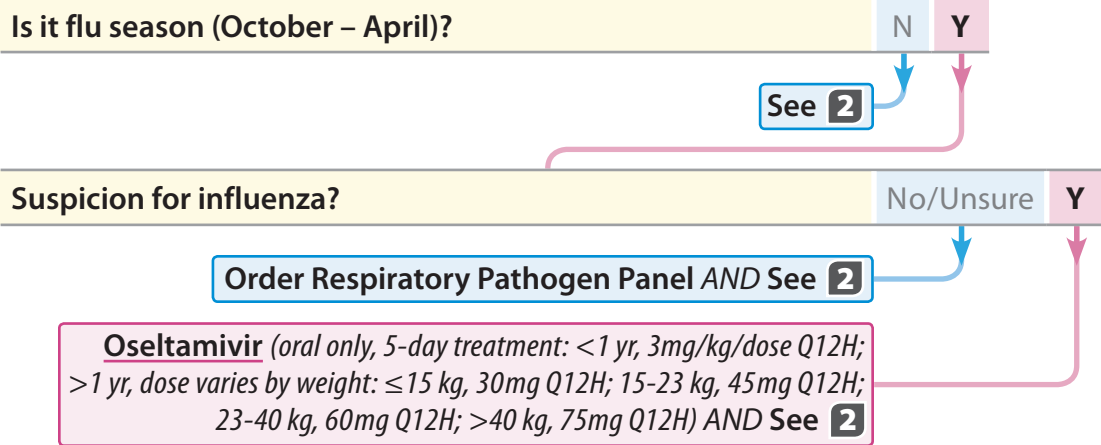 Is it flu season (October – April)? N Y
See 2
Suspicion for influenza? No/Unsure Y
Order Respiratory Pathogen Panel AND See 2
Oseltamivir (oral only, 5-day treatment: <1 yr, 3mg/kg/dose Q12H;
>1 yr, dose varies by weight: ≤15 kg, 30mg Q12H; 15-23 kg, 45mg Q12H;
23-40 kg, 60mg Q12H; >40 kg, 75mg Q12H) AND See 2